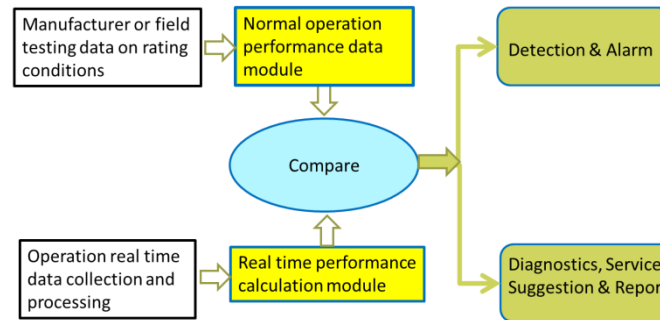 Manufacturer or field
testing data on rating
conditions
Normal operation
performance data
module
Detection & Alarm
Compare
Operation real time
data collection and
processing
Real time performance
calculation module
Diagnostics, Service
Suggestion & Report